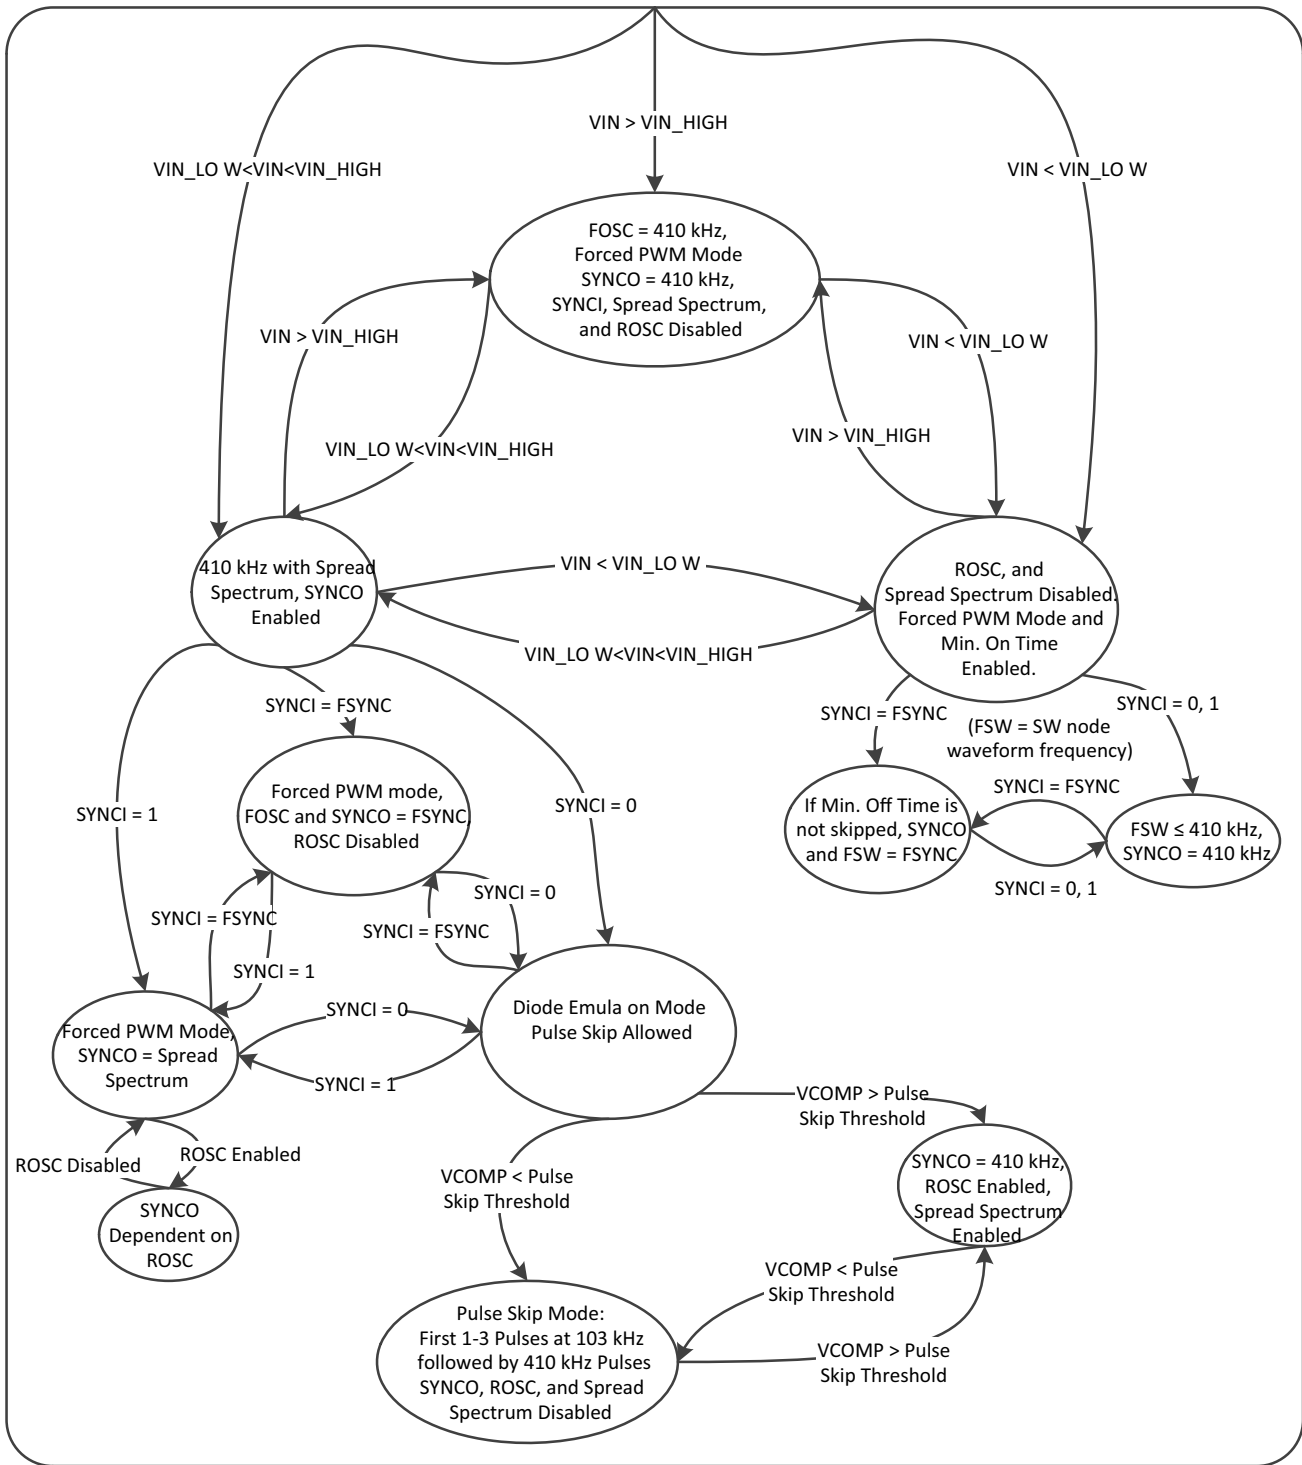 VIN > VIN_HIGH
VIN_LO W<VIN<VIN_HIGH
VIN < VIN_LO W
FOSC = 410 kHz,
Forced PWM Mode
SYNCO = 410 kHz,
SYNCI, Spread Spectrum,
and ROSC Disabled
VIN > VIN_HIGH
VIN < VIN_LO W
VIN_LO W<VIN<VIN_HIGH
VIN > VIN_HIGH
410 kHz with Spread
Spectrum, SYNCO
Enabled
VIN < VIN_LO W
VIN_LO W<VIN<VIN_HIGH
ROSC, and
Spread Spectrum Disabled.
Forced PWM Mode and
Min. On Time
Enabled.
SYNCI = FSYNC
SYNCI = FSYNC
SYNCI = 0, 1
(FSW = SW node
waveform frequency)
SYNCI = 1
Forced PWM mode,
FOSC and SYNCO = FSYNC,
ROSC Disabled
SYNCI = 0
If Min. Off Time is
not skipped, SYNCO
and FSW = FSYNC
SYNCI = FSYNC
FSW ≤ 410 kHz,
SYNCO = 410 kHz
SYNCI = 0, 1
SYNCI = 0
SYNCI = FSYNC
SYNCI = FSYNC
SYNCI = 1
SYNCI = 0
SYNCI = 1
Forced PWM Mode,
SYNCO = Spread
Spectrum
Diode Emula on Mode
Pulse Skip Allowed
VCOMP > Pulse
Skip Threshold
ROSC Disabled
ROSC Enabled
SYNCO
Dependent on
ROSC
VCOMP < Pulse
Skip Threshold
SYNCO = 410 kHz,
ROSC Enabled,
Spread Spectrum
Enabled
VCOMP < Pulse
Skip Threshold
Pulse Skip Mode:
First 1-3 Pulses at 103 kHz
followed by 410 kHz Pulses
SYNCO, ROSC, and Spread
Spectrum Disabled
VCOMP > Pulse
Skip Threshold